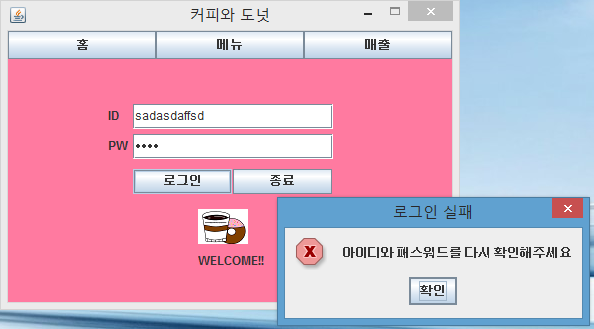 커피와 도넛
홈 메뉴 매출
ID sadasdaffsd
PW ••••
로그인 종료
WELCOME!!
로그인 실패
아이디와 패스워드를 다시 확인해주세요
확인